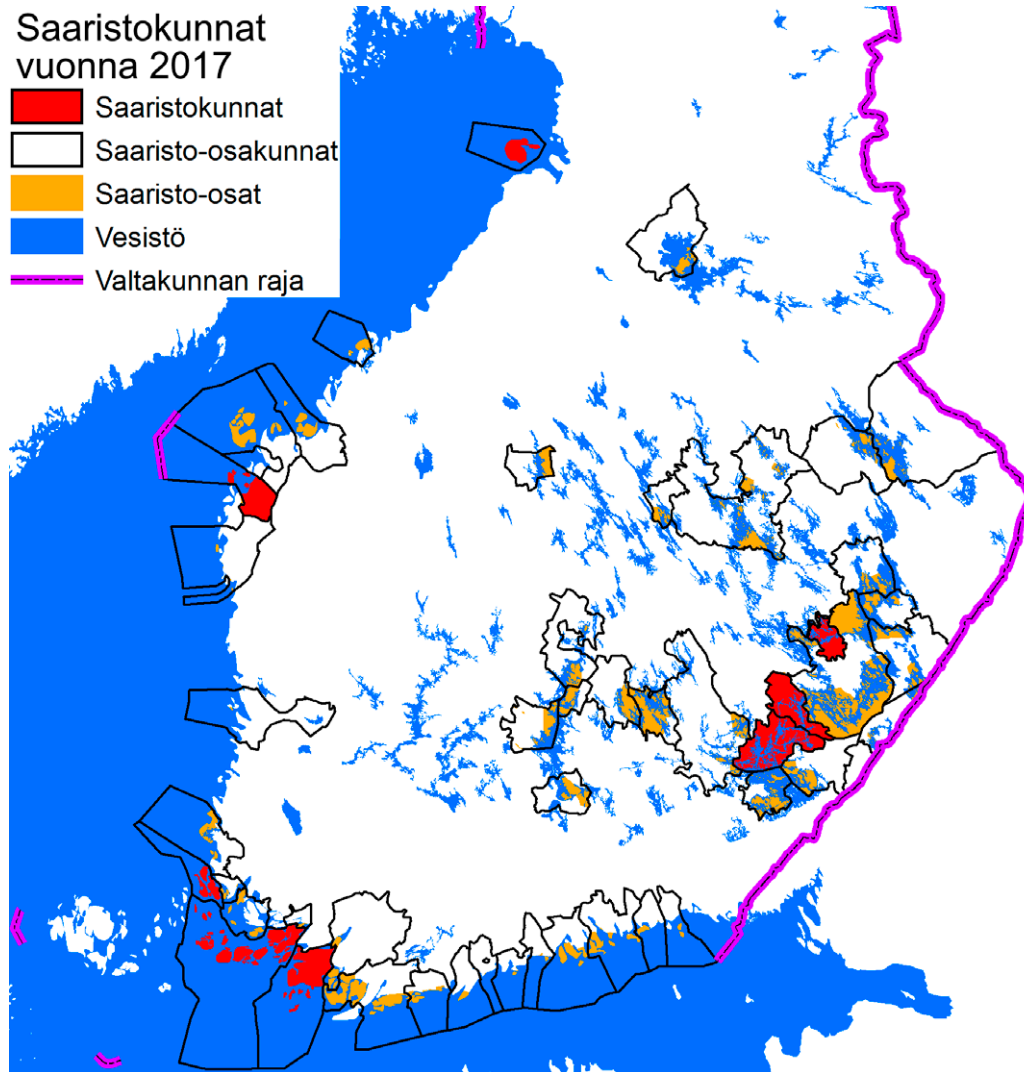 Saaristokunnat
vuonna 2017
Saaristokunnat
Saaristo-osakunnat
Saaristo-osat
Vesistö
Valtakunnan raja